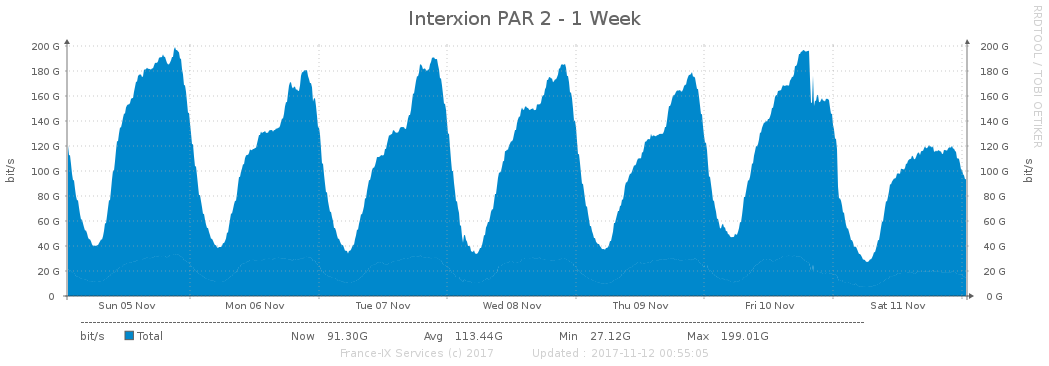 Interxion PAR 2 - 1 Week
RRDTOOL / TOBI OETIKER
bit/s
200 G
180 G
160 G
140 G
120 G
100 G
80 G
60 G
40 G
20 G
0
200 G
180 G
160 G
140 G
120 G
100 G
80 G
60 G
40 G
20 G
0 G
bit/s
Sun 05 Nov Mon 06 Nov Tue 07 Nov Wed 08 Nov Thu 09 Nov Fri 10 Nov Sat 11 Nov
bit/s Total Now 91.30G Avg 113.44G Min 27.12G Max 199.01G
France-IX Services (c) 2017 Updated : 2017-11-12 00:55:05